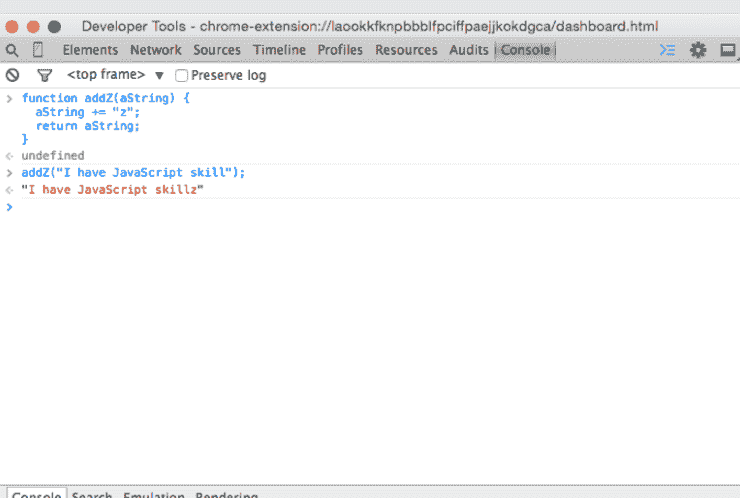 Developer Tools - chrome-extension://laookkfknpbbblfpciffpaejjkokdgca/dashboard.html
Elements Network Sources Timeline Profiles Resources Audits Console
<top frame> ▼ Preserve log
> function addZ(aString) {
aString += "z";
return aString;
}
undefined
> addZ("I have JavaScript skill");
"I have JavaScript skillz"
>
Console Search Emulation Rendering